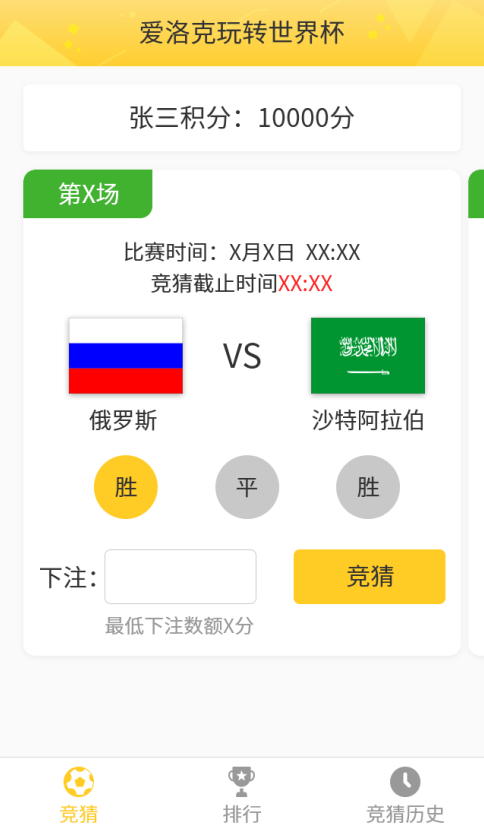 爱洛克玩转世界杯
张三积分：10000分
第X场
比赛时间：X月X日 XX:XX
竞猜截止时间XX:XX
VS
俄罗斯 沙特阿拉伯
胜 平 胜
下注： 竞猜
最低下注数额X分
竞猜 排行 竞猜历史